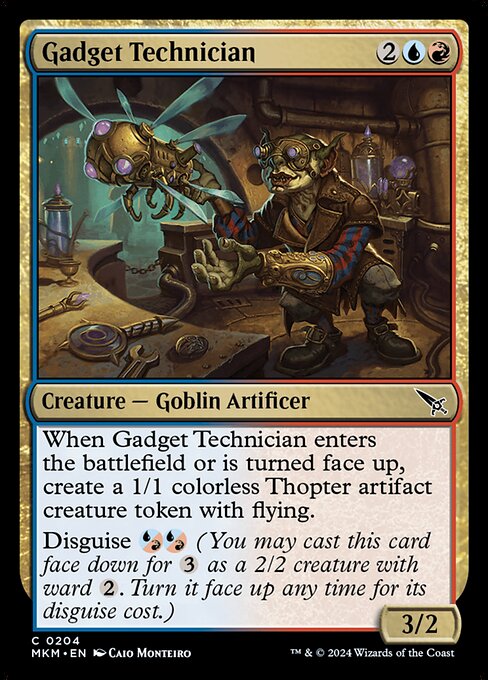 Gadget Technician 2
Creature — Goblin Artificer
When Gadget Technician enters
the battlefield or is turned face up,
create a 1/1 colorless Thopter artifact
creature token with flying.
Disguise (You may cast this card
face down for 3 as a 2/2 creature with
ward 2. Turn it face up any time for its
disguise cost.)
3/2
C 0204
MKM • EN Caio Monteiro
™ & © 2024 Wizards of the Coast